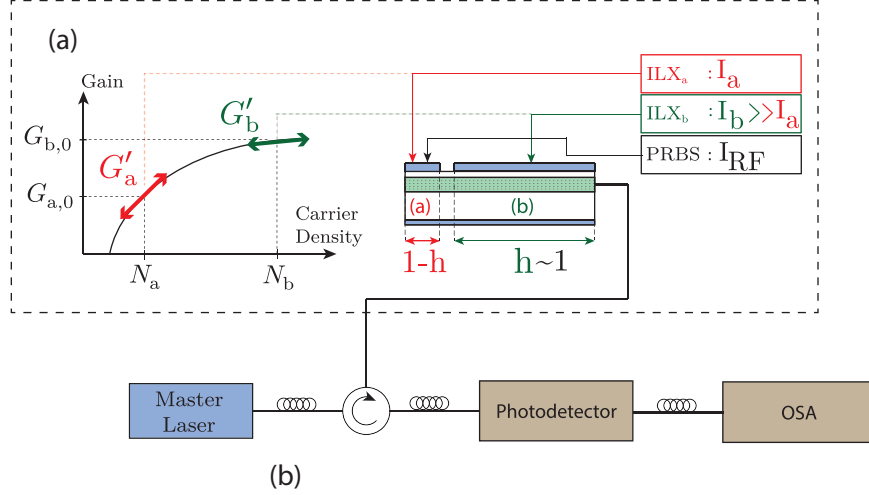 (a)
Gain
G'b
Gb,0
G'a
Ga,0
Carrier
Density
Na
Nb
ILXa : Ia
ILXb : Ib>>Ia
PRBS : IRF
(a)
(b)
1-h
h~1
Master
Laser
Photodetector
OSA
(b)